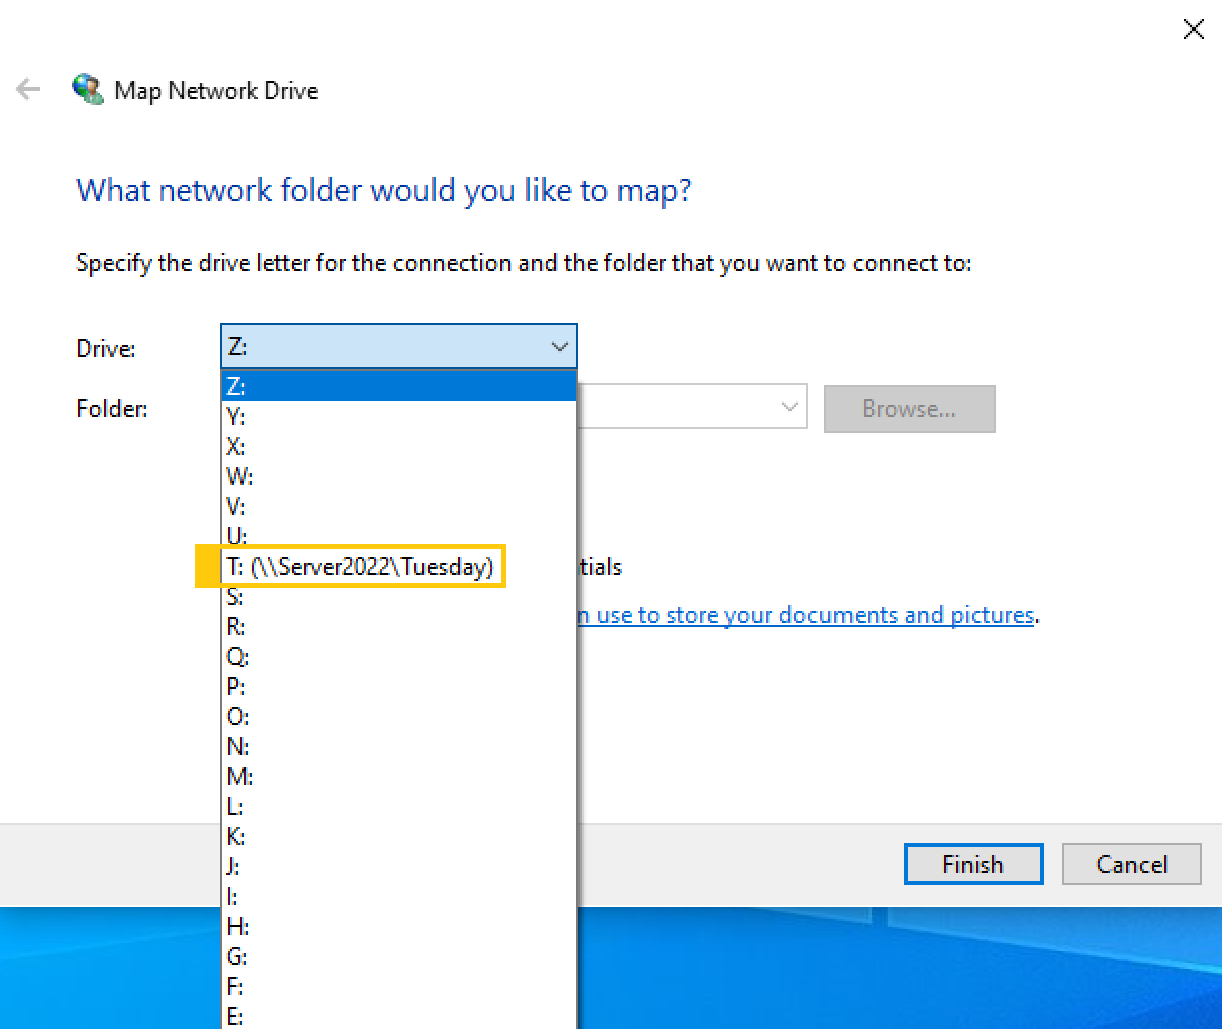 Map Network Drive
What network folder would you like to map?
Specify the drive letter for the connection and the folder that you want to connect to:
Drive: Z:
Z:
Folder: Browse...
Y:
X:
W:
V:
U:
T: (\\Server2022\Tuesday)
S:
use to store your documents and pictures.
R:
Q:
P:
O:
N:
M:
L:
K:
J:
Finish Cancel
I:
H:
G:
F:
E: